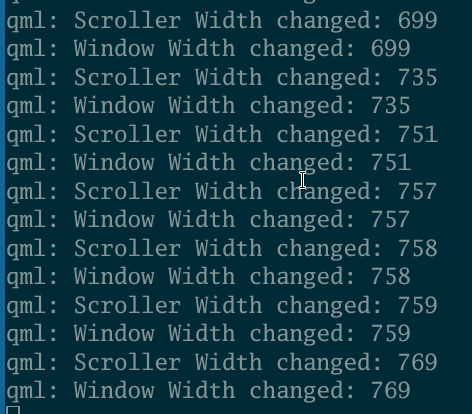 qml: Scroller Width changed: 699
qml: Window Width changed: 699
qml: Scroller Width changed: 735
qml: Window Width changed: 735
qml: Scroller Width changed: 751
qml: Window Width changed: 751
qml: Scroller Width changed: 757
qml: Window Width changed: 757
qml: Scroller Width changed: 758
qml: Window Width changed: 758
qml: Scroller Width changed: 759
qml: Window Width changed: 759
qml: Scroller Width changed: 769
qml: Window Width changed: 769